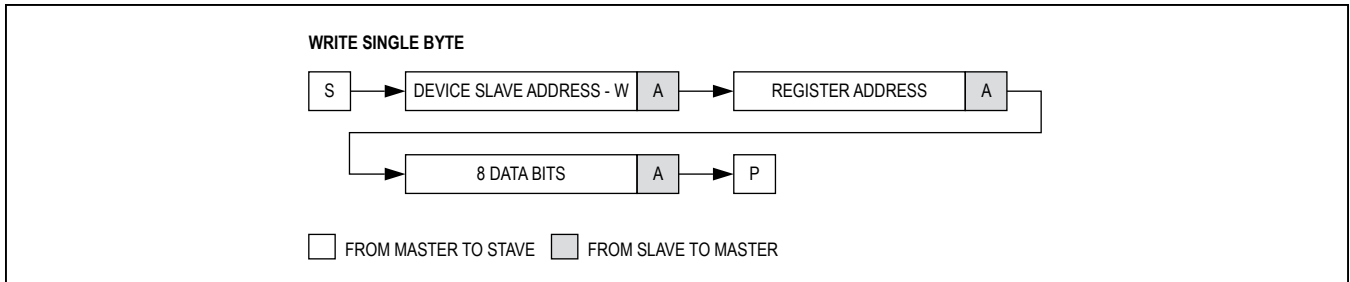 WRITE SINGLE BYTE
S DEVICE SLAVE ADDRESS - W A REGISTER ADDRESS A
8 DATA BITS A P
FROM MASTER TO STAVE FROM SLAVE TO MASTER